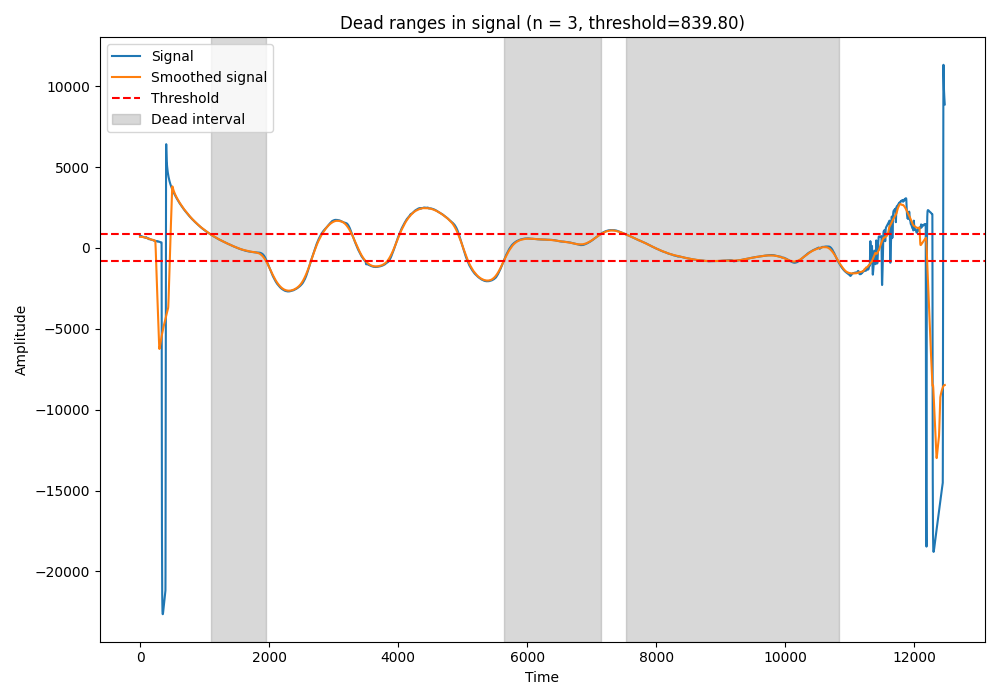 Dead ranges in signal (n = 3, threshold=839.80)
Signal
Smoothed signal
Threshold
Dead interval
10000
5000
0
−5000
−10000
−15000
−20000
Amplitude
0 2000 4000 6000 8000 10000 12000
Time